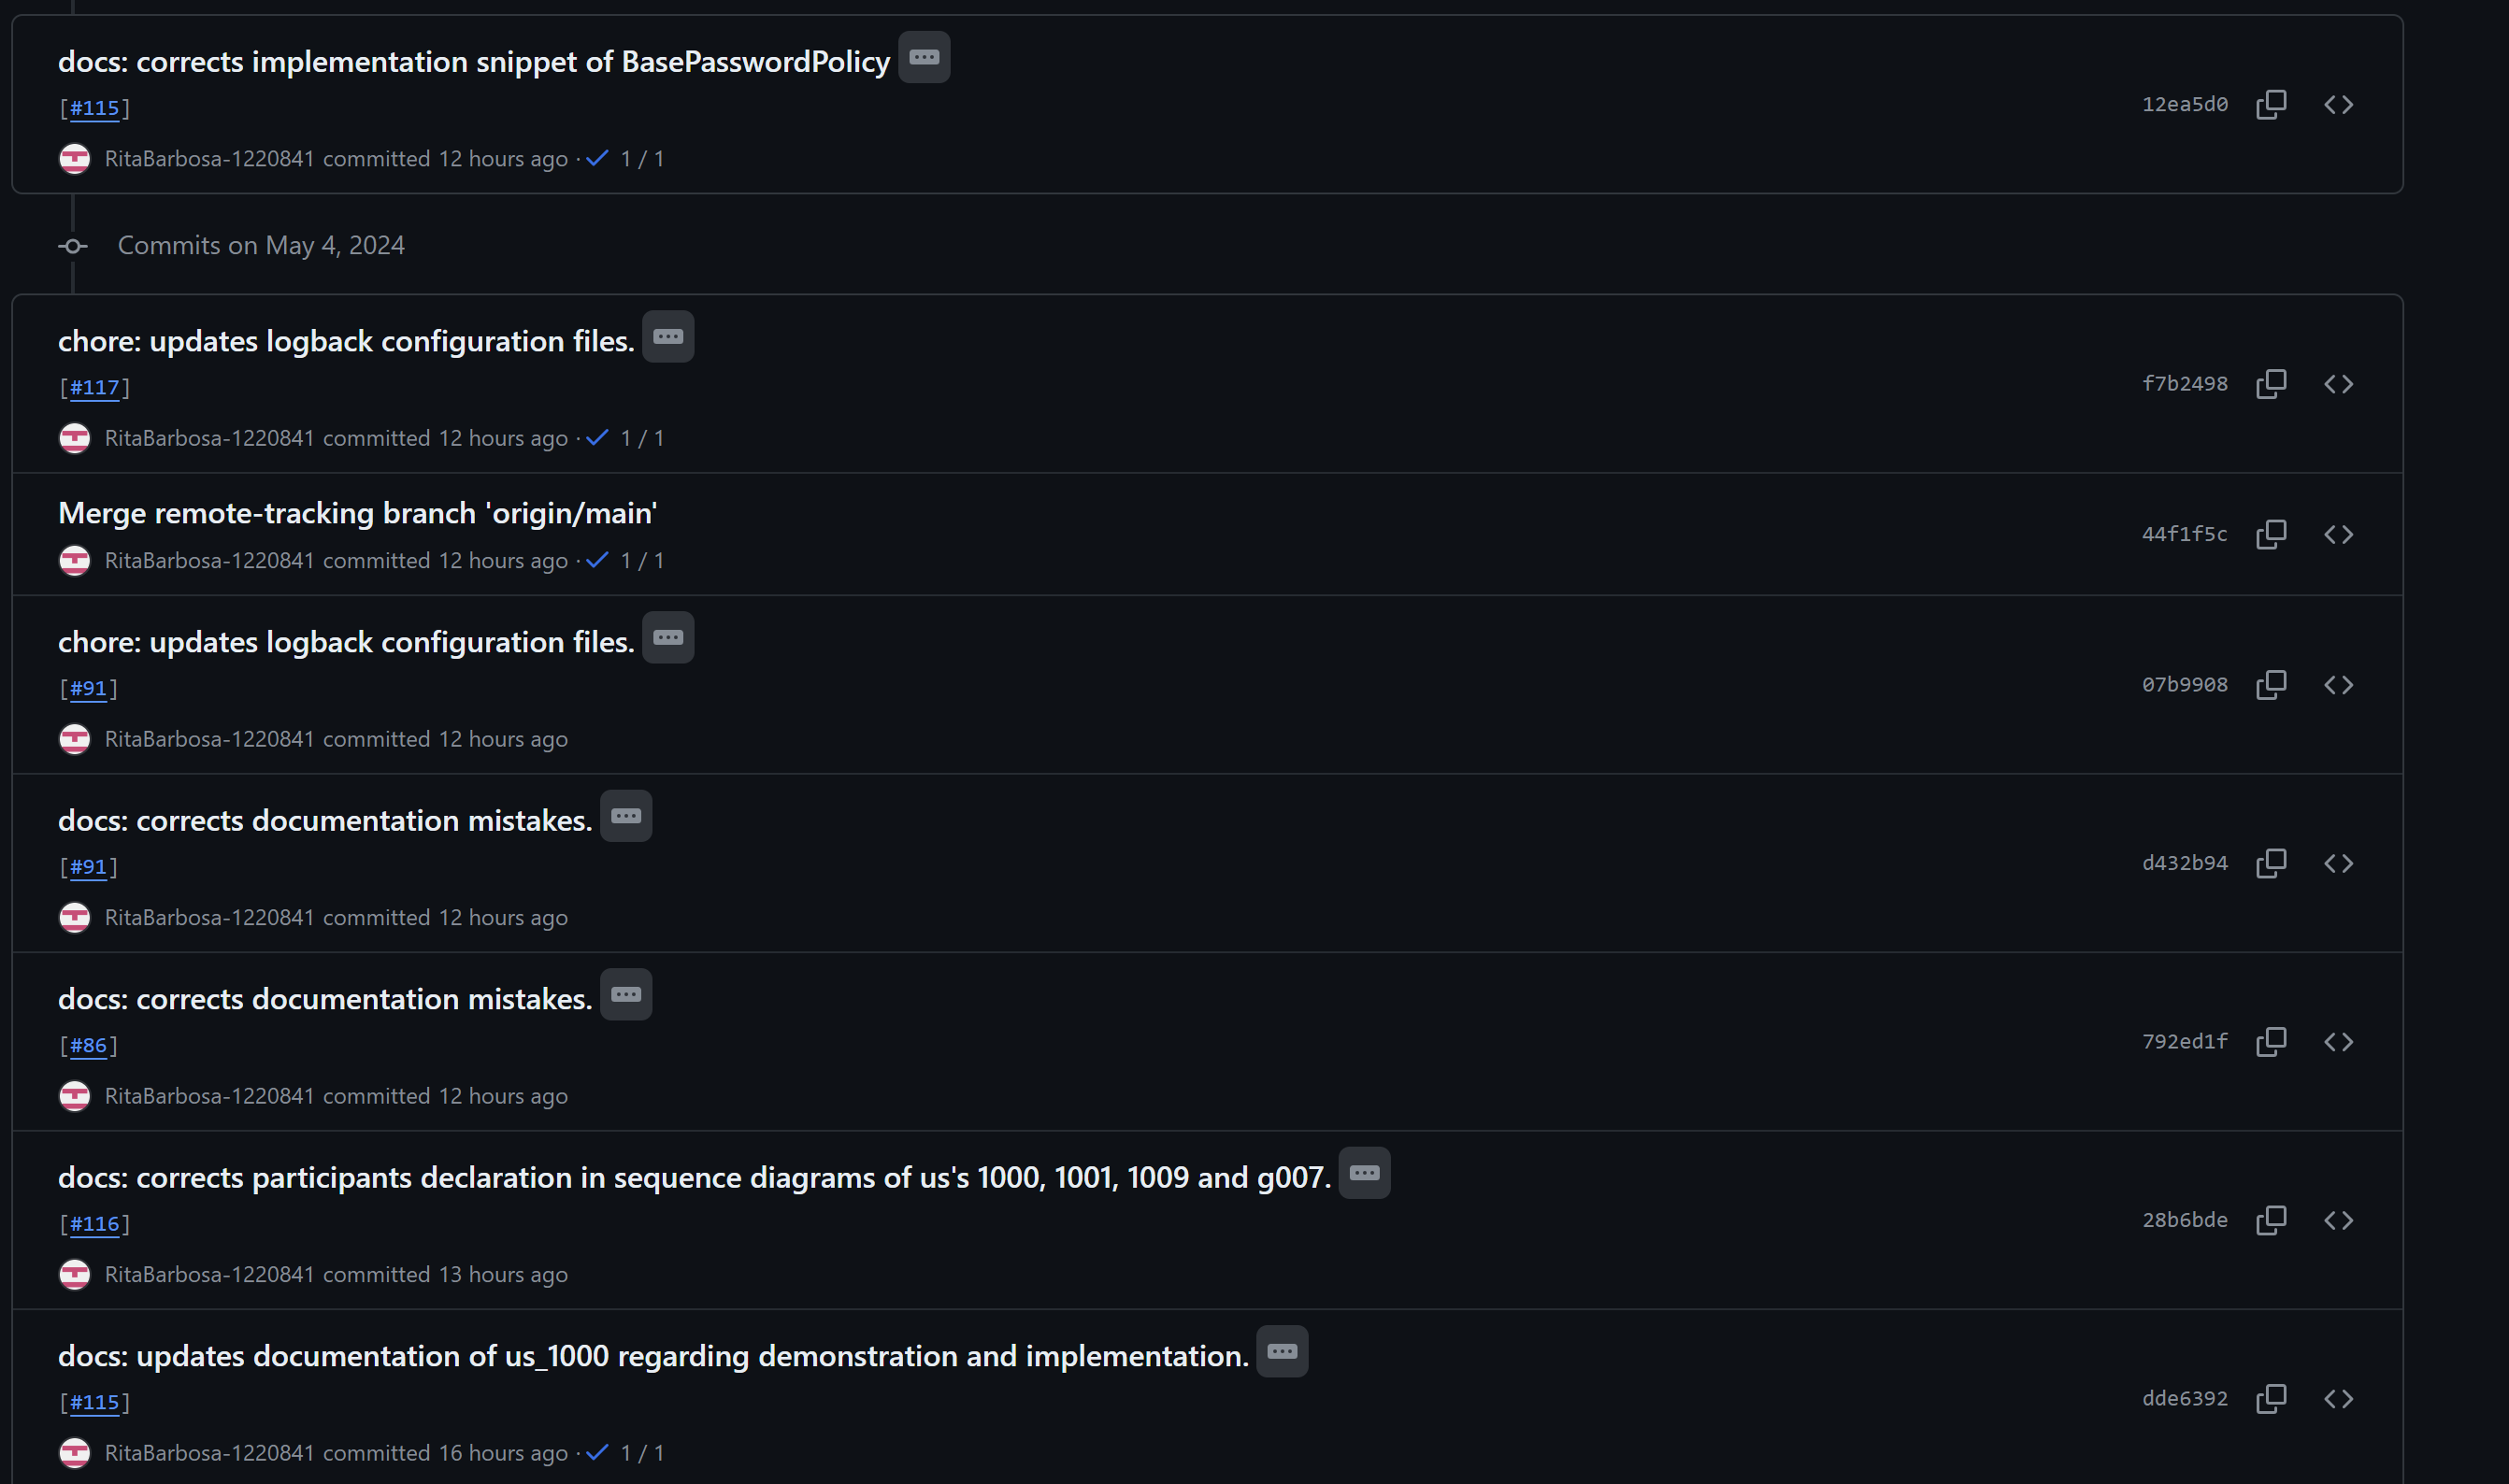 docs: corrects implementation snippet of BasePasswordPolicy
[#115]
12ea5d0
RitaBarbosa-1220841 committed 12 hours ago · 1 / 1
Commits on May 4, 2024
chore: updates logback configuration files.
[#117]
f7b2498
RitaBarbosa-1220841 committed 12 hours ago · 1 / 1
Merge remote-tracking branch 'origin/main'
44f1f5c
RitaBarbosa-1220841 committed 12 hours ago · 1 / 1
chore: updates logback configuration files.
[#91]
07b9908
RitaBarbosa-1220841 committed 12 hours ago
docs: corrects documentation mistakes.
[#91]
d432b94
RitaBarbosa-1220841 committed 12 hours ago
docs: corrects documentation mistakes.
[#86]
792ed1f
RitaBarbosa-1220841 committed 12 hours ago
docs: corrects participants declaration in sequence diagrams of us's 1000, 1001, 1009 and g007.
[#116]
28b6bde
RitaBarbosa-1220841 committed 13 hours ago
docs: updates documentation of us_1000 regarding demonstration and implementation.
[#115]
dde6392
RitaBarbosa-1220841 committed 16 hours ago · 1 / 1